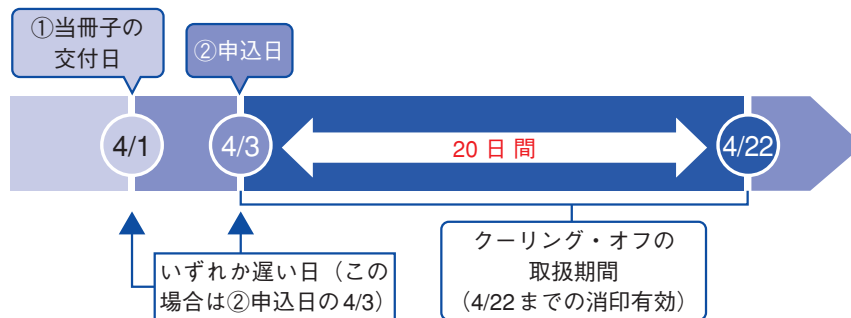 ①当冊子の
交付日
②申込日
4/1
4/3
20日間
4/22
いずれか遅い日（この
場合は②申込日の4/3）
クーリング・オフの
取扱期間
（4/22までの消印有効）